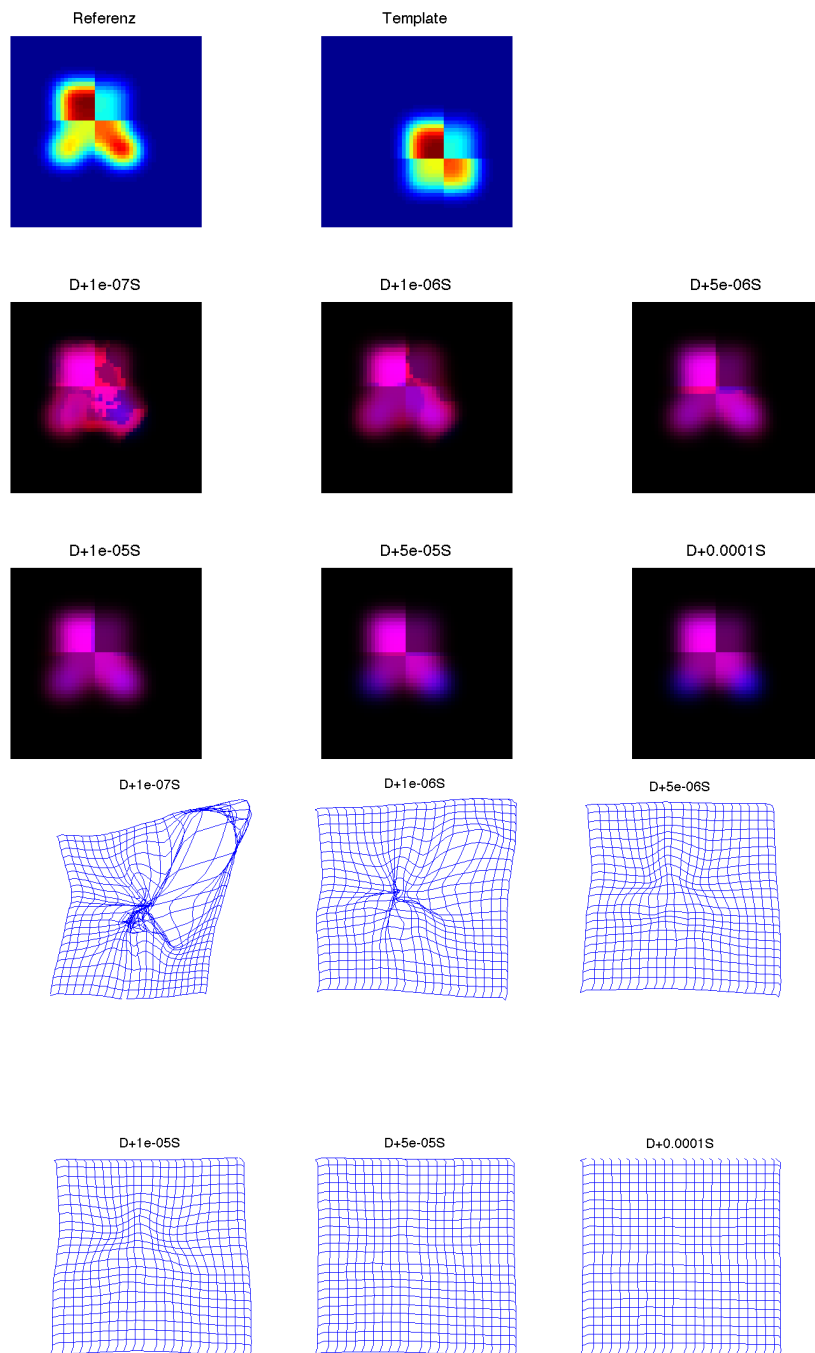 Referenz
Template
D+1e-07S
D+1e-06S
D+5e-06S
D+1e-05S
D+5e-05S
D+0.0001S
D+1e-07S
D+1e-06S
D+5e-06S
D+1e-05S
D+5e-05S
D+0.0001S